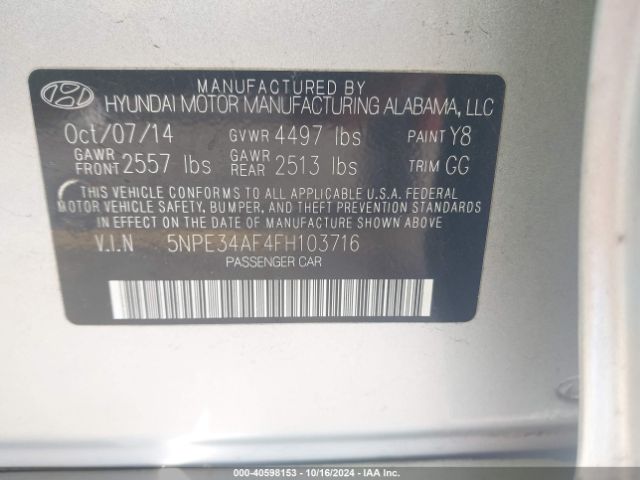 MANUFACTURED BY
HYUNDAI MOTOR MANUFACTURING ALABAMA, LLC
Oct/07/14 GVWR 4497 lbs PAINT Y8
GAWR FRONT 2557 lbs GAWR REAR 2513 lbs TRIM GG
THIS VEHICLE CONFORMS TO ALL APPLICABLE U.S.A. FEDERAL
MOTOR VEHICLE SAFETY, BUMPER, AND THEFT PREVENTION
STANDARDS IN EFFECT ON THE DATE OF MANUFACTURE SHOWN ABOVE.
V.I.N 5NPE34AF4FH103716
PASSENGER CAR
000-40598153 - 10/16/2024 - IAA Inc.